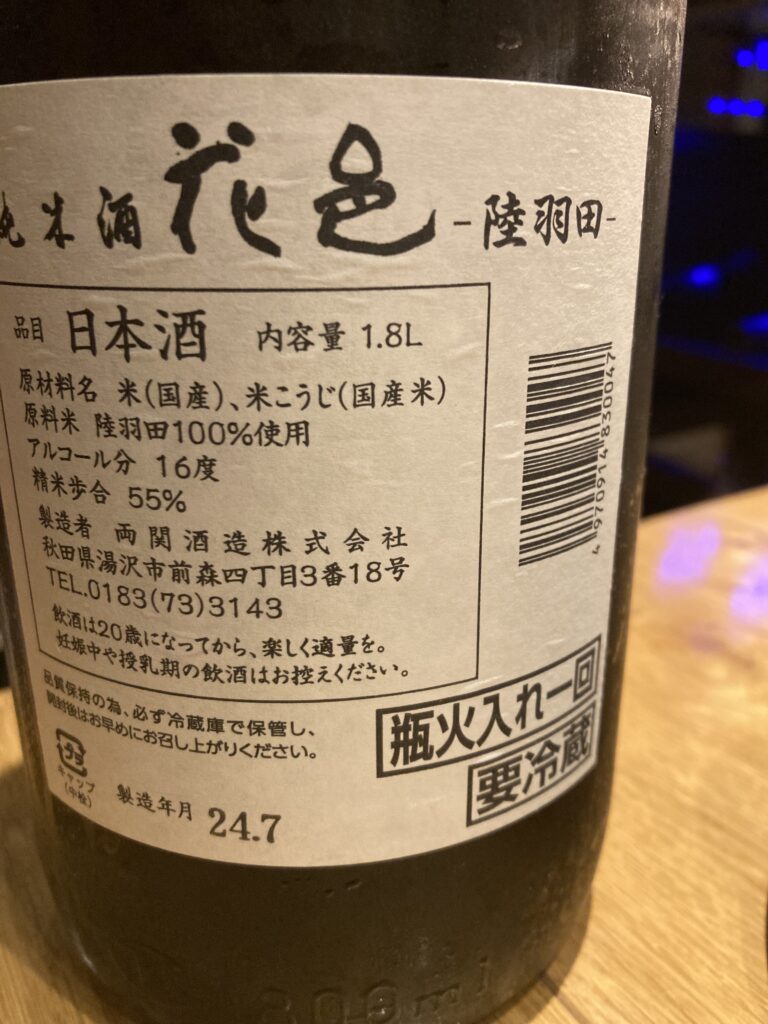 純米酒 花邑 -陸羽田-
品目 日本酒 内容量 1.8L
原材料名 米(国産)、米こうじ(国産米)
原料米 陸羽田100%使用
アルコール分 16度
精米歩合 55%
製造者 両関酒造株式会社
秋田県湯沢市前森四丁目3番18号
TEL.0183(73)3143
飲酒は20歳になってから、楽しく適量を。
妊娠中や授乳期の飲酒はお控えください。
4970914830047
品質保持の為、必ず冷蔵庫で保管し、
開封後はお早めにお召し上がりください。
瓶火入れ一回
要冷蔵
プラ
キャップ
(中栓)
製造年月 24.7